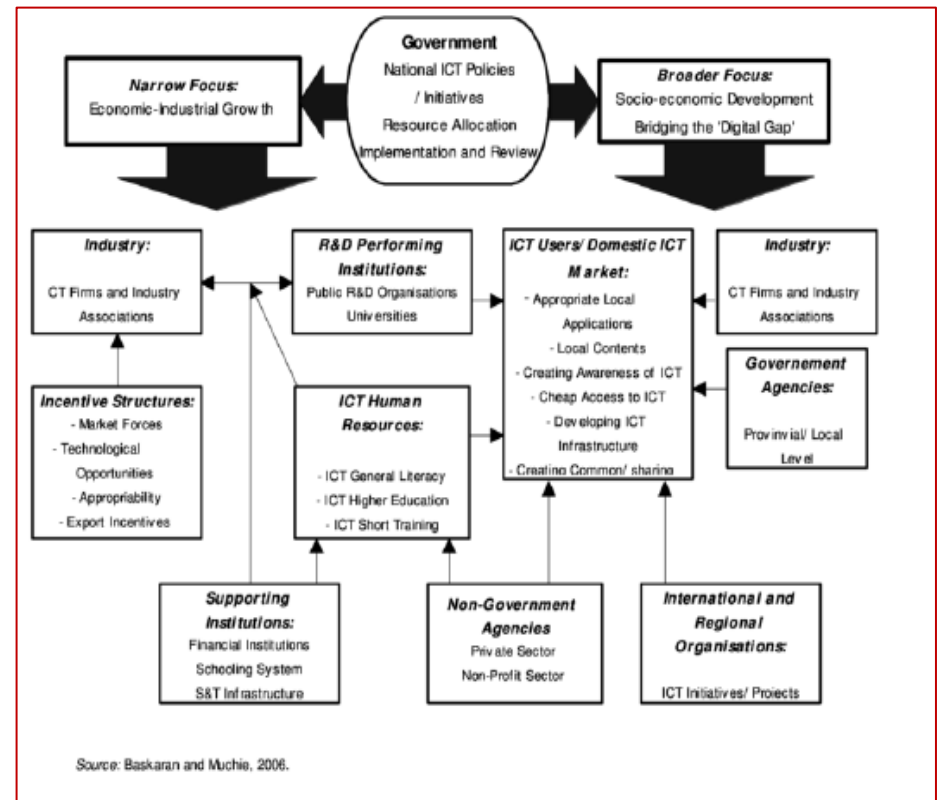 Government
National ICT Policies
/ Initiatives
Resource Allocation
Implementation and Review
Narrow Focus:
Economic-Industrial Growth
Broader Focus:
Socio-economic Development
Bridging the 'Digital Gap'
Industry:
CT Firms and Industry
Associations
R&D Performing
Institutions:
Public R&D Organisations
Universities
ICT Users/ Domestic ICT
Market:
- Appropriate Local
Applications
- Local Contents
- Creating Awareness of ICT
- Cheap Access to ICT
- Developing ICT
Infrastructure
- Creating Common/ sharing
Industry:
CT Firms and Industry
Associations
Governement
Agencies:
Provinvial/ Local
Level
Incentive Structures:
- Market Forces
- Technological
Opportunities
- Appropriability
- Export Incentives
ICT Human
Resources:
- ICT General Literacy
- ICT Higher Education
- ICT Short Training
Supporting
Institutions:
Financial Institutions
Schooling System
S&T Infrastructure
Non-Government
Agencies
Private Sector
Non-Profit Sector
International and
Regional
Organisations:
ICT Initiatives/ Projects
Source: Baskaran and Muchie, 2006.